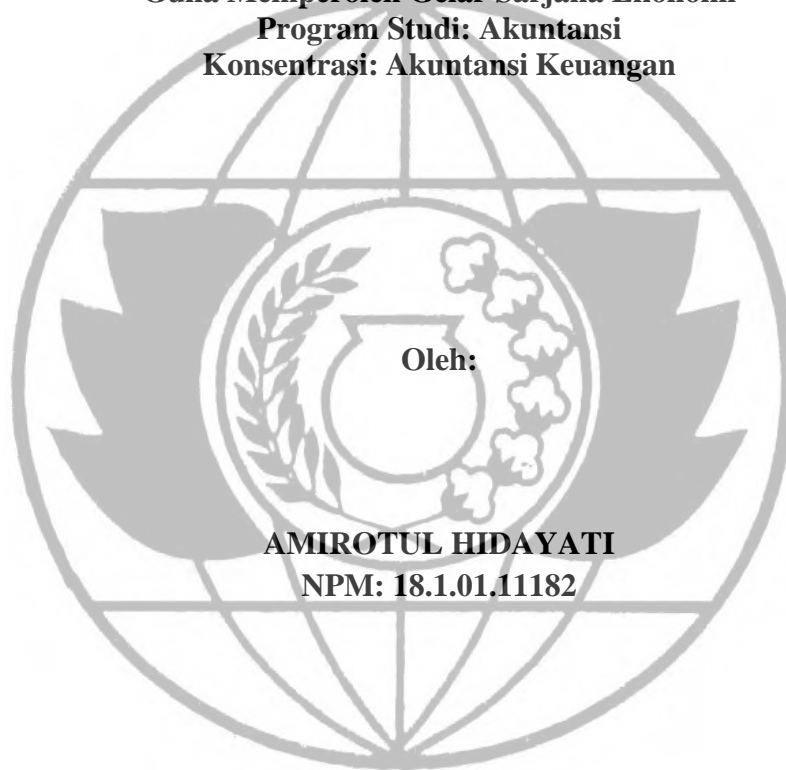 Program Studi: Akuntansi
Konsentrasi: Akuntansi Keuangan
Oleh:
AMIROTUL HIDAYATI
NPM: 18.1.01.11182